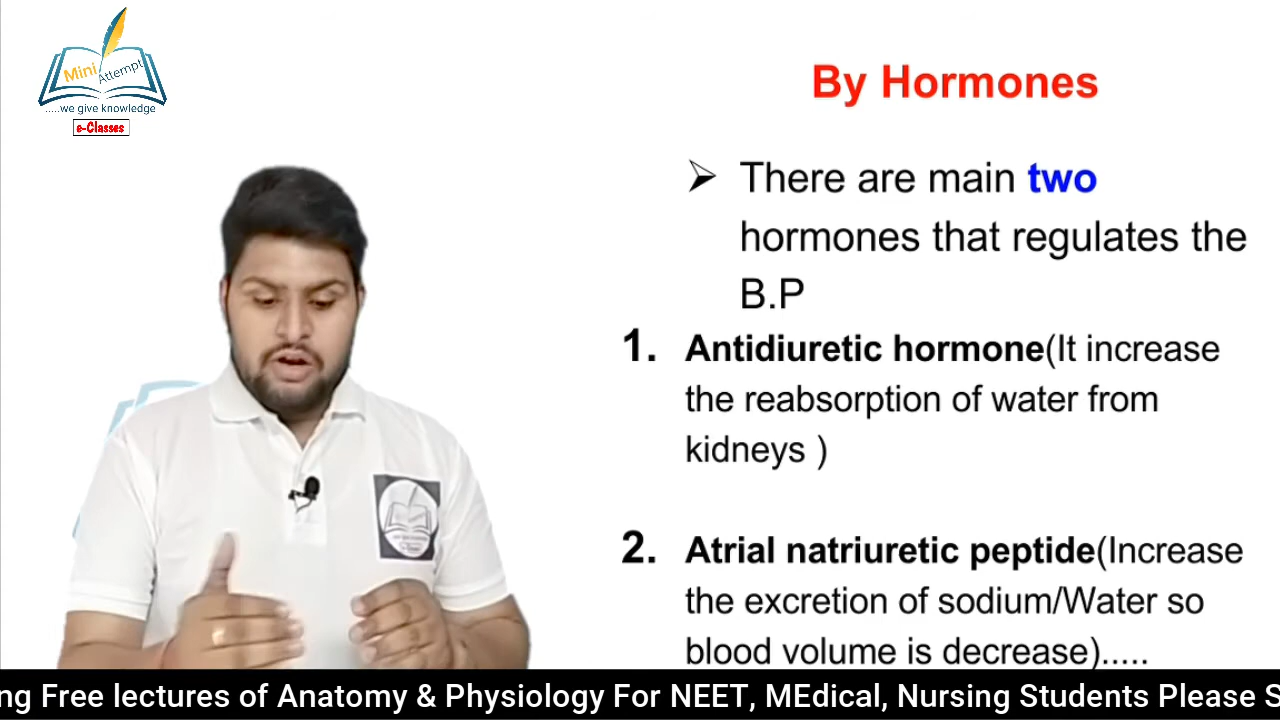 Mini Attempt
.....we give knowledge
e-Classes
By Hormones
➢ There are main two
hormones that regulates the
B.P
1. Antidiuretic hormone(It increase
the reabsorption of water from
kidneys )
2. Atrial natriuretic peptide(Increase
the excretion of sodium/Water so
blood volume is decrease).....
ng Free lectures of Anatomy & Physiology For NEET, MEdical, Nursing Students Please S